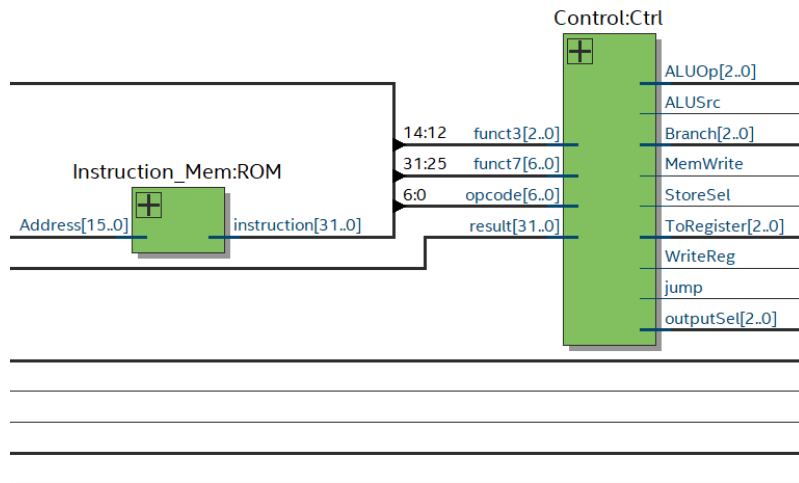 Control:Ctrl
ALUOp[2..0]
ALUSrc
14:12 funct3[2..0] Branch[2..0]
31:25 funct7[6..0] MemWrite
Instruction_Mem:ROM
6:0 opcode[6..0] StoreSel
Address[15..0] instruction[31..0] result[31..0] ToRegister[2..0]
WriteReg
jump
outputSel[2..0]